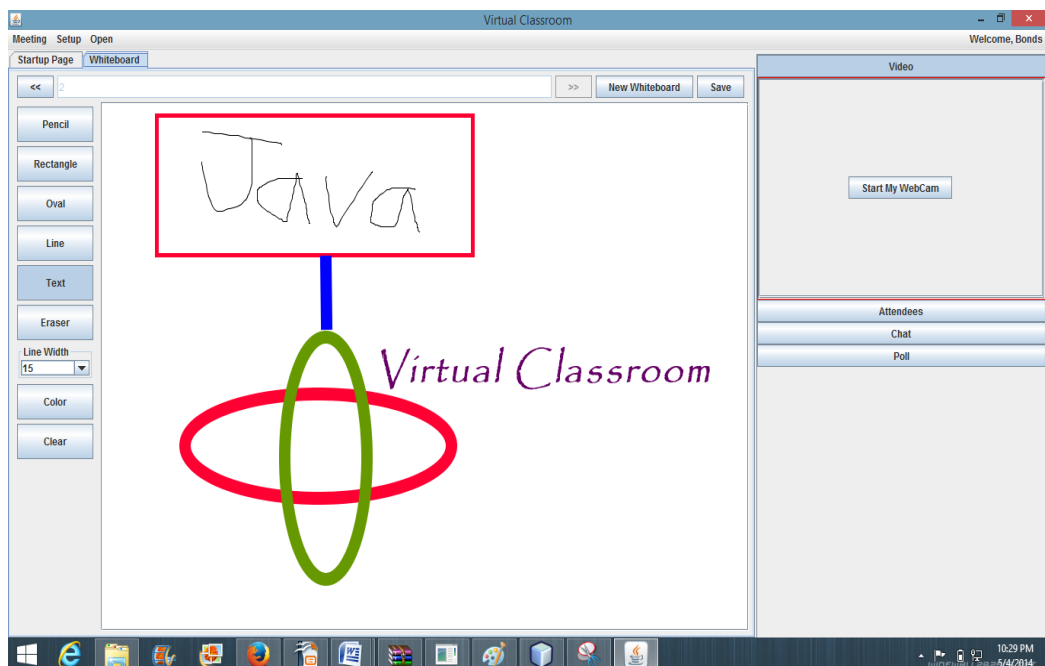 Virtual Classroom
Meeting Setup Open
Welcome, Bonds
Startup Page Whiteboard
Video
<< 2 >> New Whiteboard Save
Pencil
Rectangle
Oval
Line
Text
Eraser
Line Width
15
Color
Clear
Java
Virtual Classroom
Start My WebCam
Attendees
Chat
Poll
10:29 PM
5/4/2014